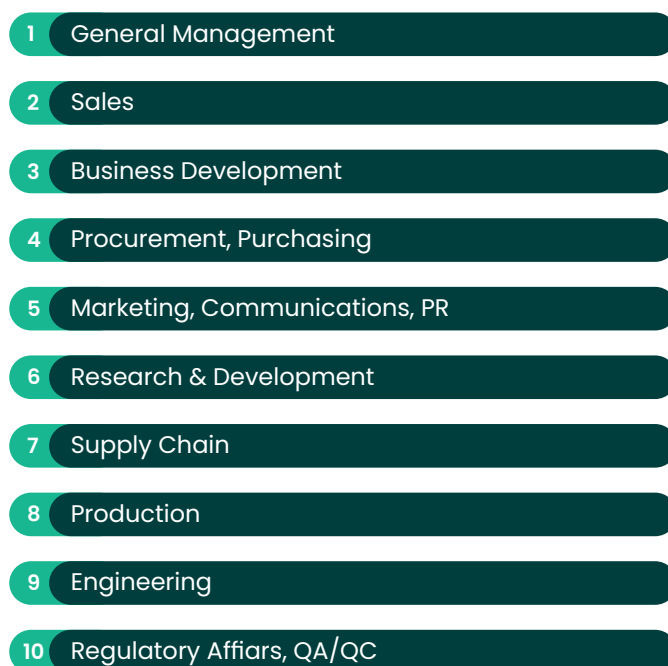 1 General Management
2 Sales
3 Business Development
4 Procurement, Purchasing
5 Marketing, Communications, PR
6 Research & Development
7 Supply Chain
8 Production
9 Engineering
10 Regulatory Affiars, QA/QC